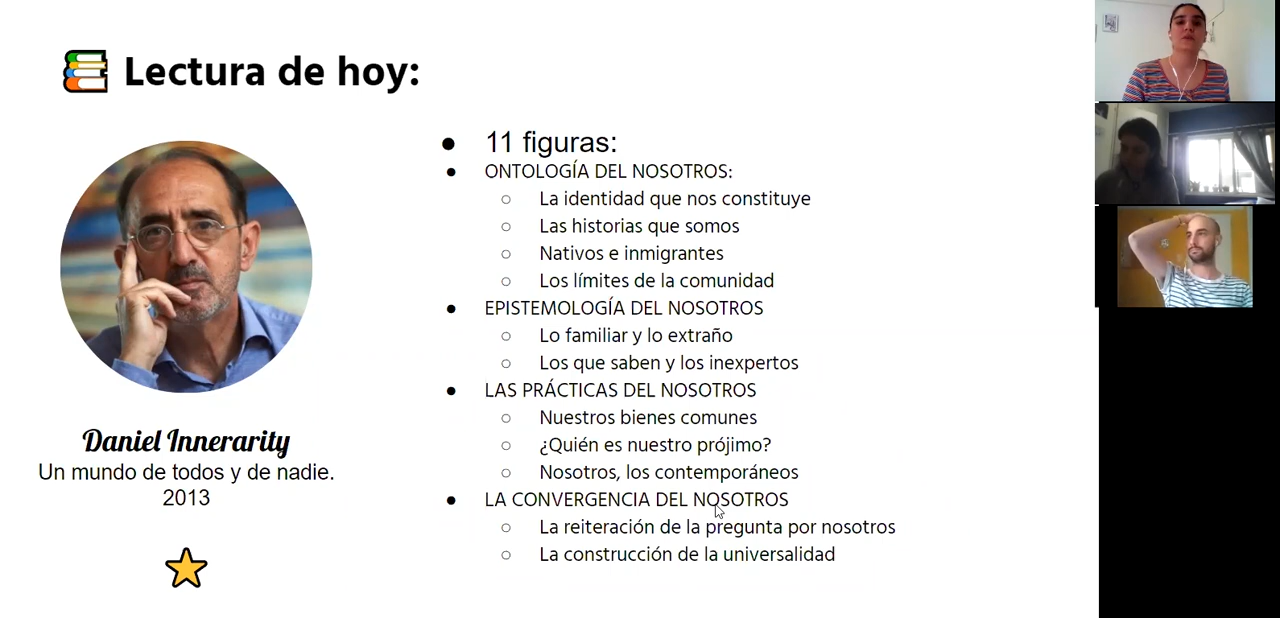 Lectura de hoy:
11 figuras:
ONTOLOGÍA DEL NOSOTROS:
La identidad que nos constituye
Las historias que somos
Nativos e inmigrantes
Los límites de la comunidad
EPISTEMOLOGÍA DEL NOSOTROS
Lo familiar y lo extraño
Los que saben y los inexpertos
LAS PRÁCTICAS DEL NOSOTROS
Nuestros bienes comunes
¿Quién es nuestro prójimo?
Nosotros, los contemporáneos
LA CONVERGENCIA DEL NOSOTROS
La reiteración de la pregunta por nosotros
La construcción de la universalidad
Daniel Innerarity
Un mundo de todos y de nadie.
2013